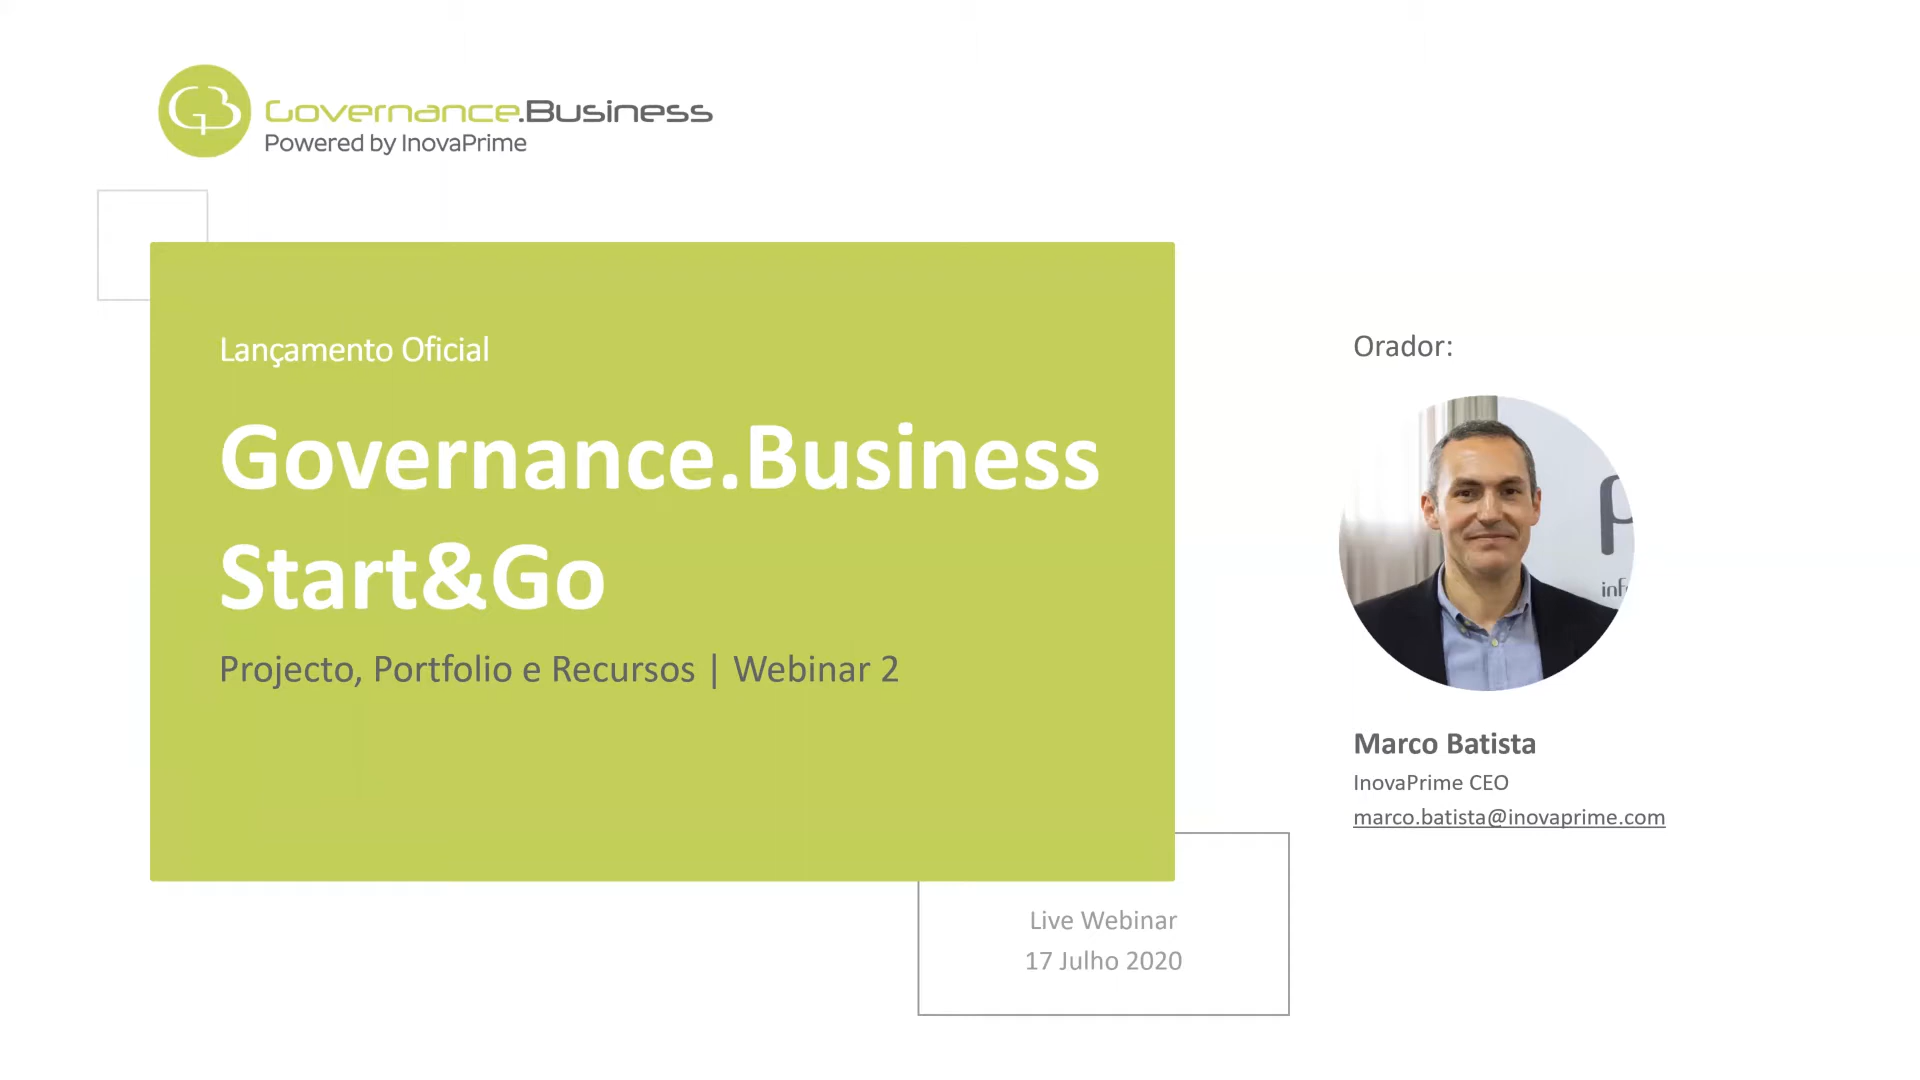 Governance.Business
Powered by InovaPrime
Lançamento Oficial
Governance.Business
Start&Go
Projecto, Portfolio e Recursos | Webinar 2
Orador:
Marco Batista
InovaPrime CEO
marco.batista@inovaprime.com
Live Webinar
17 Julho 2020